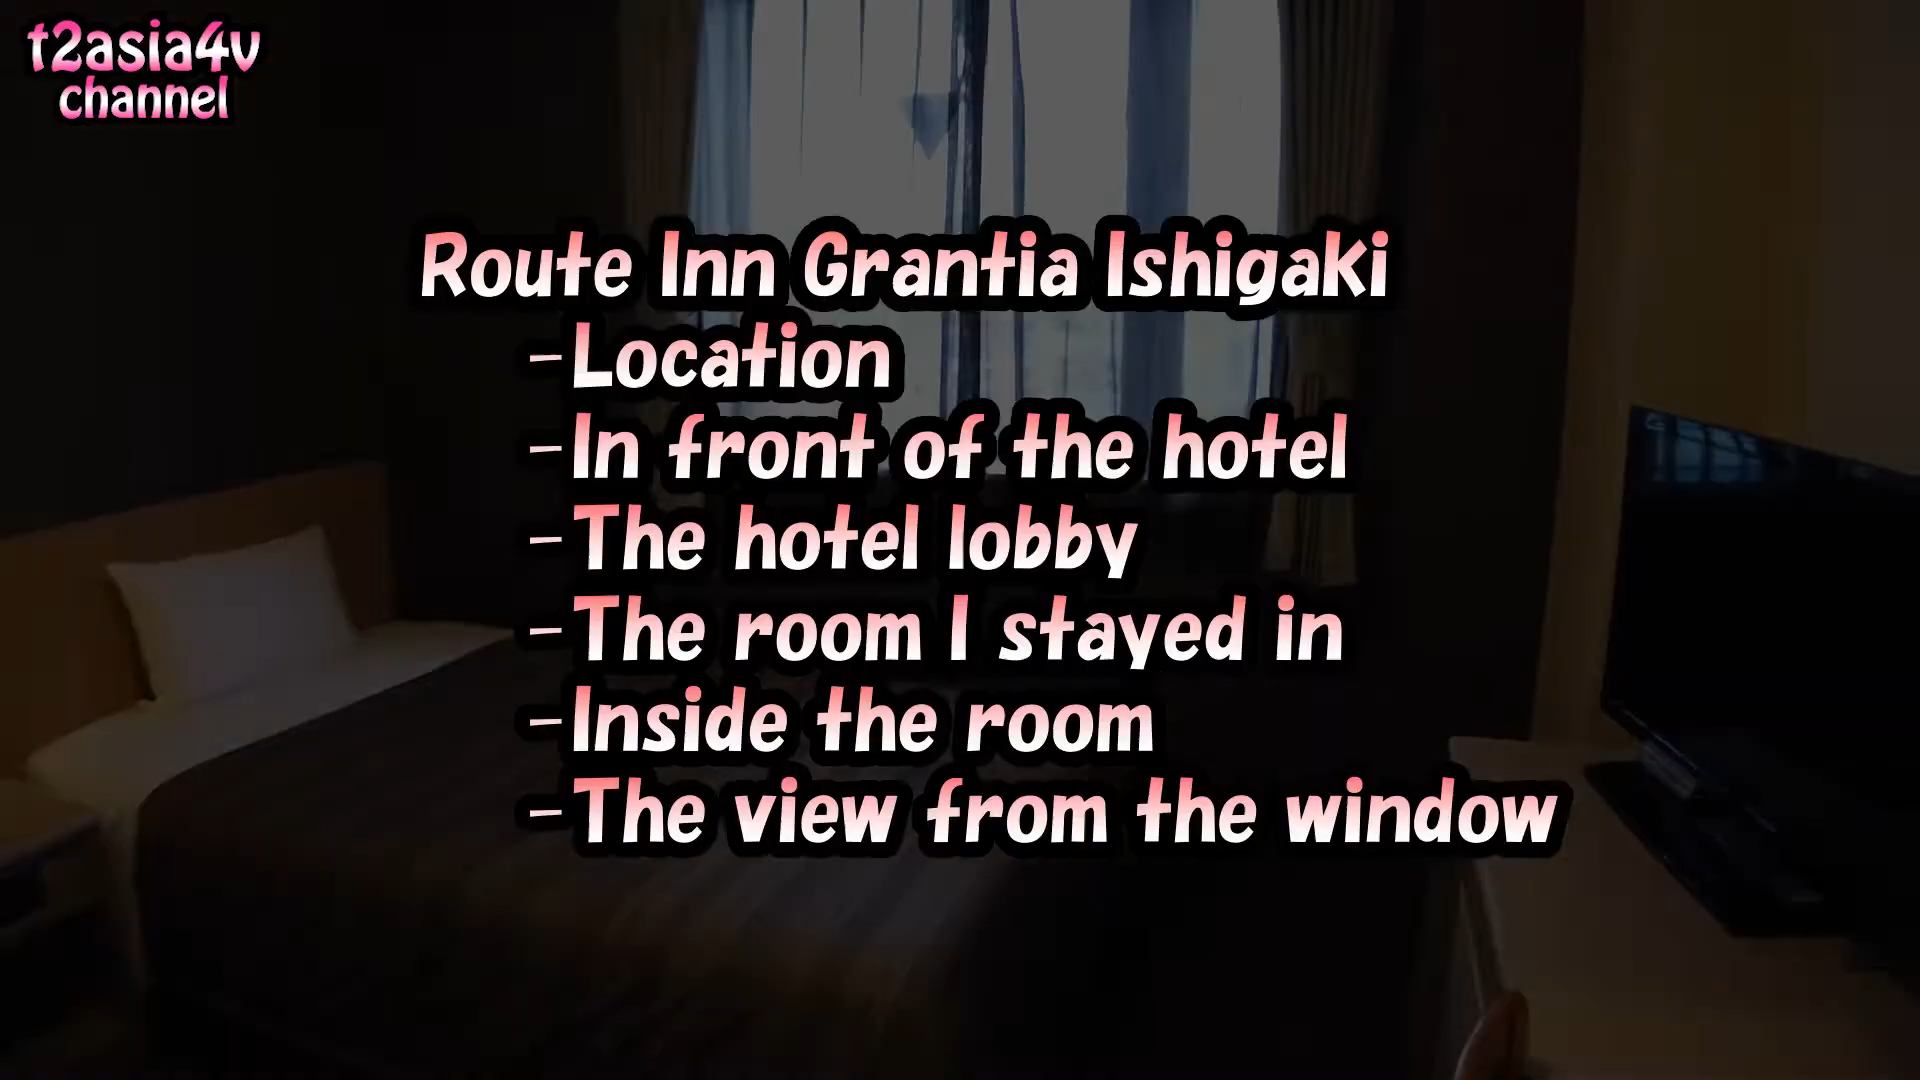 t2asia4v
channel
Route Inn Grantia Ishigaki
-Location
-In front of the hotel
-The hotel lobby
-The room I stayed in
-Inside the room
-The view from the window